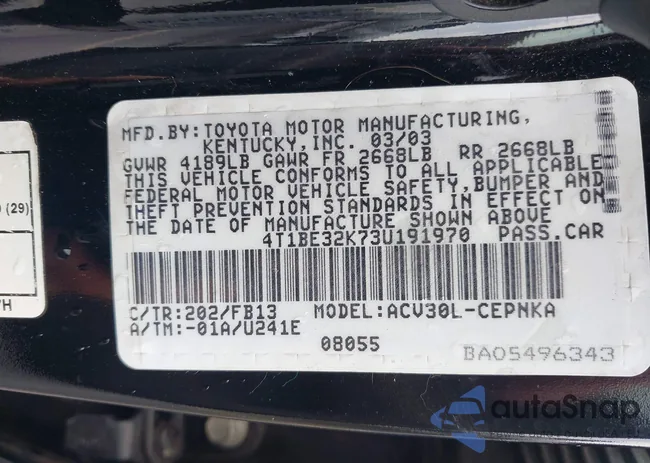 MFD.BY: TOYOTA MOTOR MANUFACTURING,
KENTUCKY, INC. 03/03
GVWR 4189LB GAWR FR 2668LB RR 2668LB
THIS VEHICLE CONFORMS TO ALL APPLICABLE
FEDERAL MOTOR VEHICLE SAFETY, BUMPER AND
THEFT PREVENTION STANDARDS IN EFFECT ON
THE DATE OF MANUFACTURE SHOWN ABOVE
4T1BE32K73U191970 PASS.CAR
C/TR:202/FB13 MODEL:ACV30L-CEPNKA
A/TM:-01A/U241E
08055
BA05496343
(29)
autoSnap